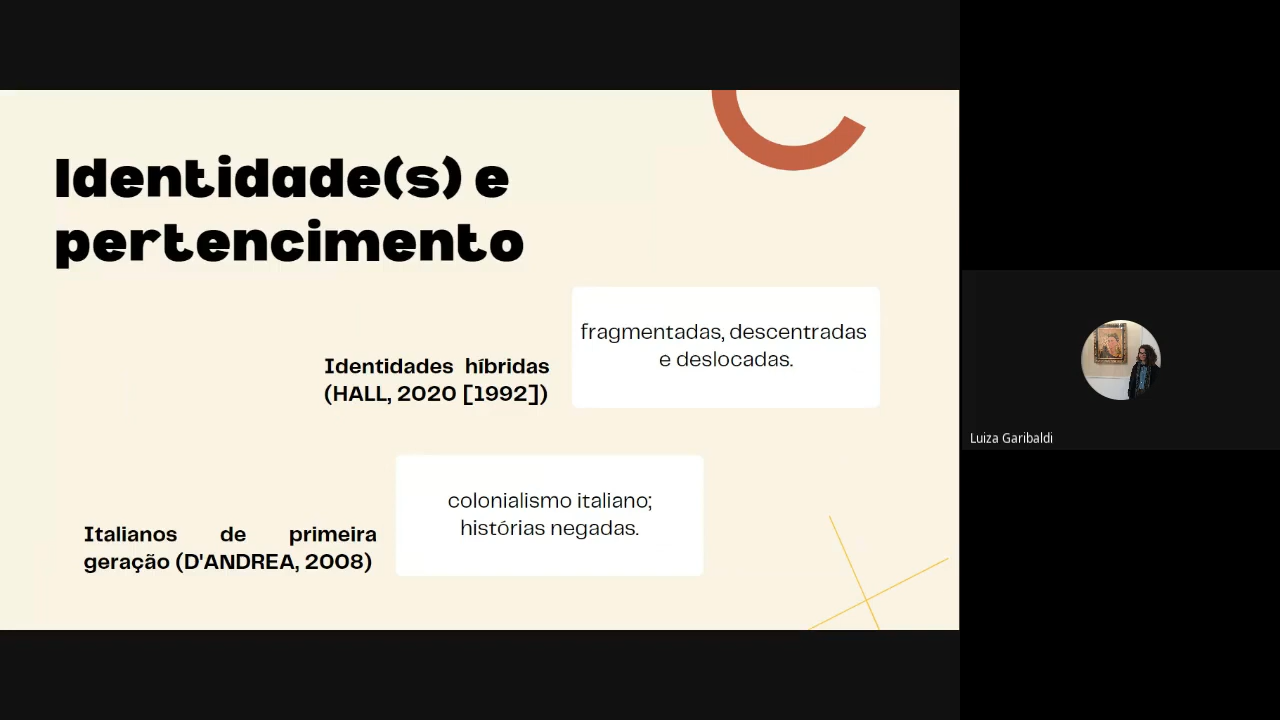 Identidade(s) e
pertencimento
fragmentadas, descentradas
e deslocadas.
Identidades híbridas
(HALL, 2020 [1992])
colonialismo italiano;
histórias negadas.
Italianos de primeira
geração (D'ANDREA, 2008)
Luiza Garibaldi